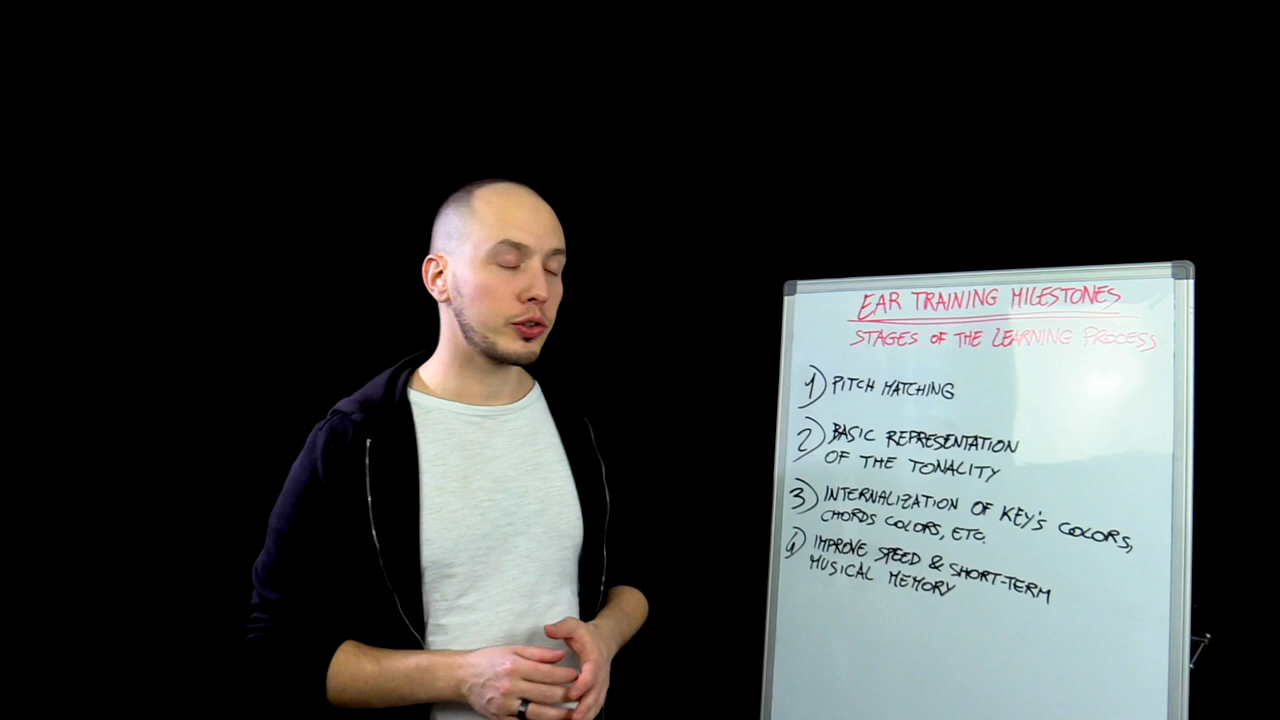 EAR TRAINING MILESTONES
STAGES OF THE LEARNING PROCESS
1) PITCH MATCHING
2) BASIC REPRESENTATION
OF THE TONALITY
3) INTERNALIZATION OF KEY'S COLORS,
CHORDS COLORS, ETC.
4) IMPROVE SPEED & SHORT-TERM
MUSICAL MEMORY